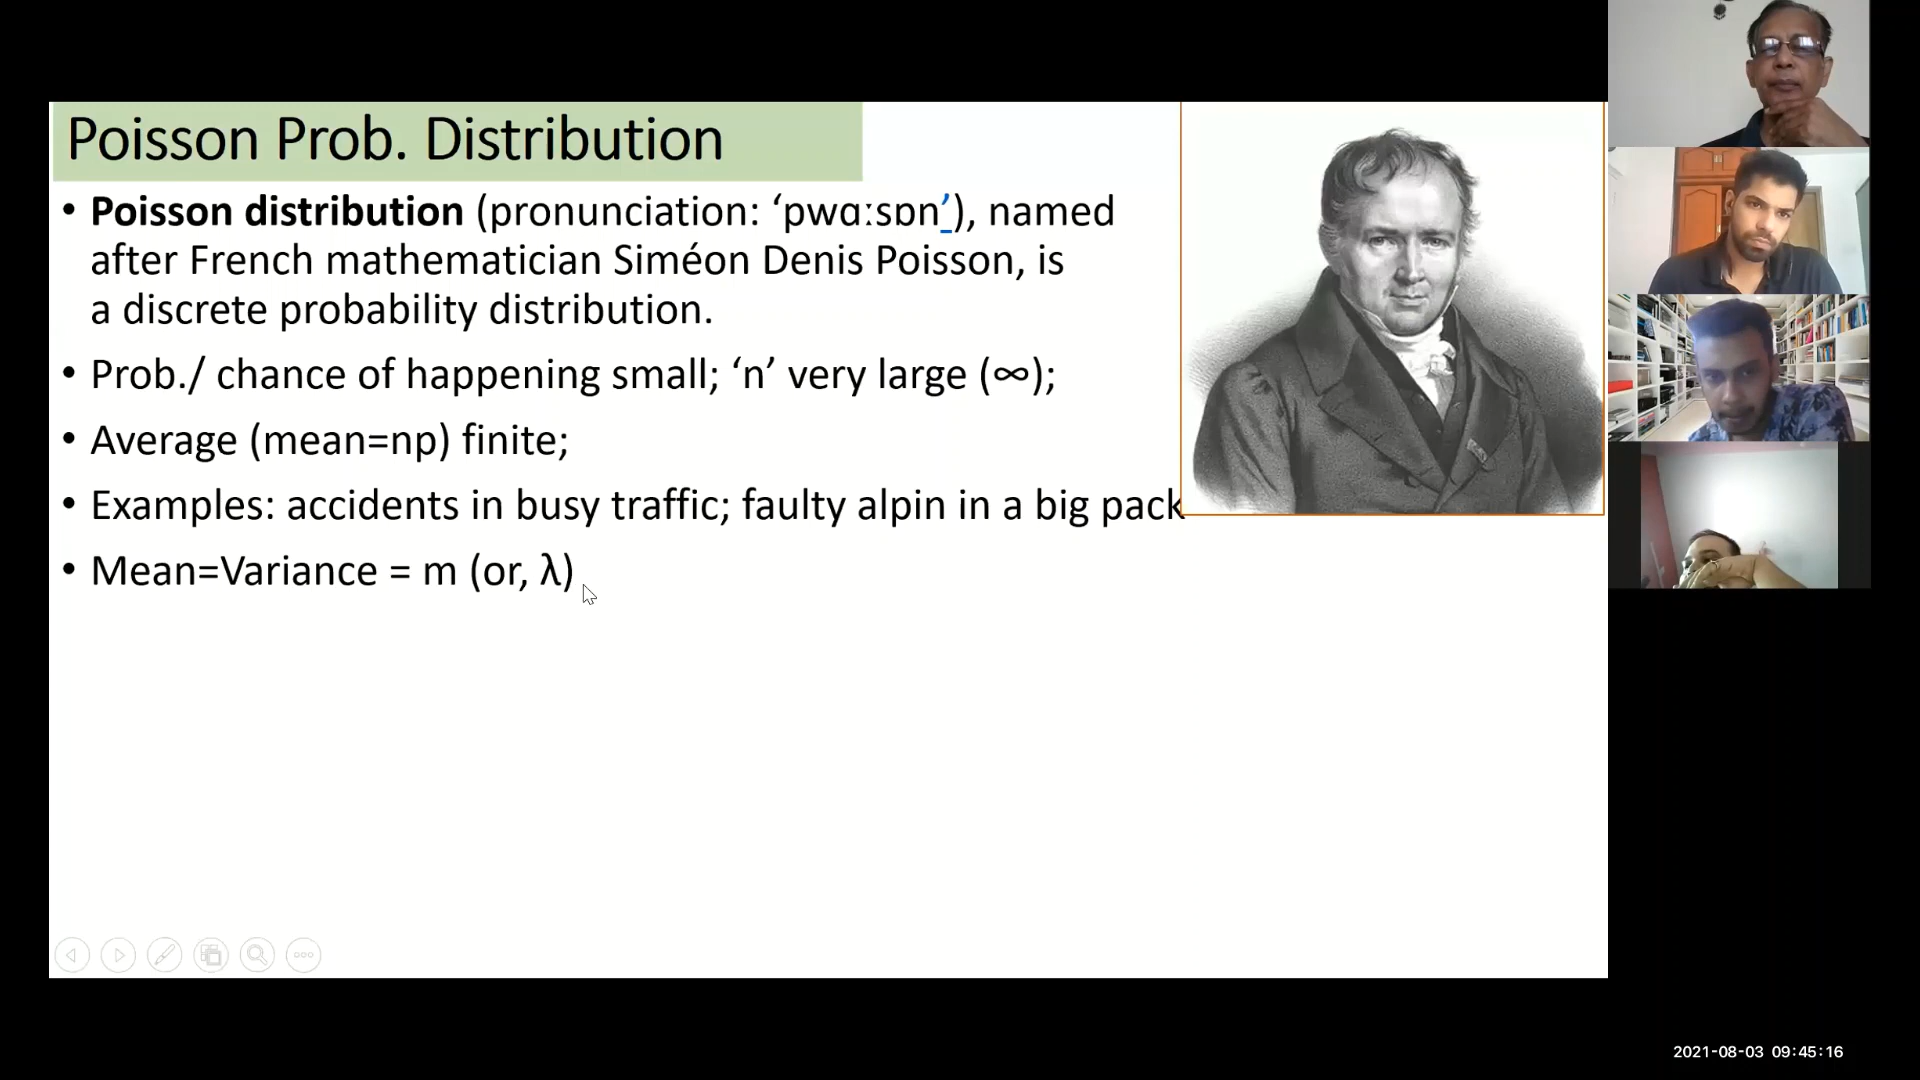 Poisson Prob. Distribution
• Poisson distribution (pronunciation: ‘pwɑːsɒn’), named
after French mathematician Siméon Denis Poisson, is
a discrete probability distribution.
• Prob./ chance of happening small; ‘n’ very large (∞);
• Average (mean=np) finite;
• Examples: accidents in busy traffic; faulty alpin in a big pack
• Mean=Variance = m (or, λ)
2021-08-03 09:45:16